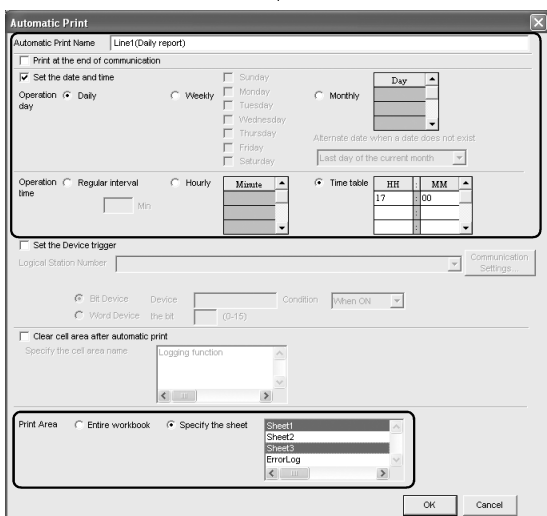 Automatic Print
Automatic Print Name Line1(Daily report)
Print at the end of communication
Set the date and time
Operation day Daily Weekly Monthly
Sunday
Monday
Tuesday
Wednesday
Thursday
Friday
Saturday
Day
Alternate date when a date does not exist
Last day of the current month
Operation time Regular interval Hourly Time table
Min
Minute
HH : MM
17 : 00
:
:
Set the Device trigger
Logical Station Number
Communication Settings...
Bit Device Device Condition When ON
Word Device the bit (0-15)
Clear cell area after automatic print
Specify the cell area name
Logging function
Print Area Entire workbook Specify the sheet
Sheet1
Sheet2
Sheet3
ErrorLog
OK Cancel